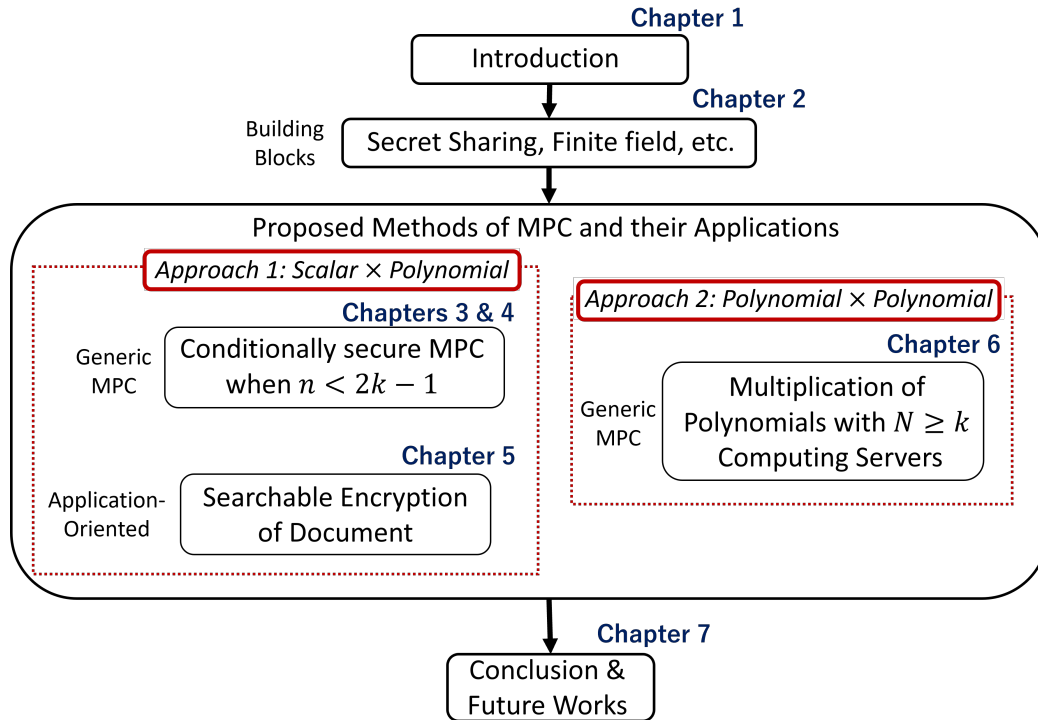 Chapter 1
Introduction
Chapter 2
Building
Blocks
Secret Sharing, Finite field, etc.
Proposed Methods of MPC and their Applications
Approach 1: Scalar × Polynomial
Chapters 3 & 4
Generic
MPC
Conditionally secure MPC
when n < 2k − 1
Chapter 5
Application-
Oriented
Searchable Encryption
of Document
Approach 2: Polynomial × Polynomial
Chapter 6
Generic
MPC
Multiplication of
Polynomials with N ≥ k
Computing Servers
Chapter 7
Conclusion &
Future Works